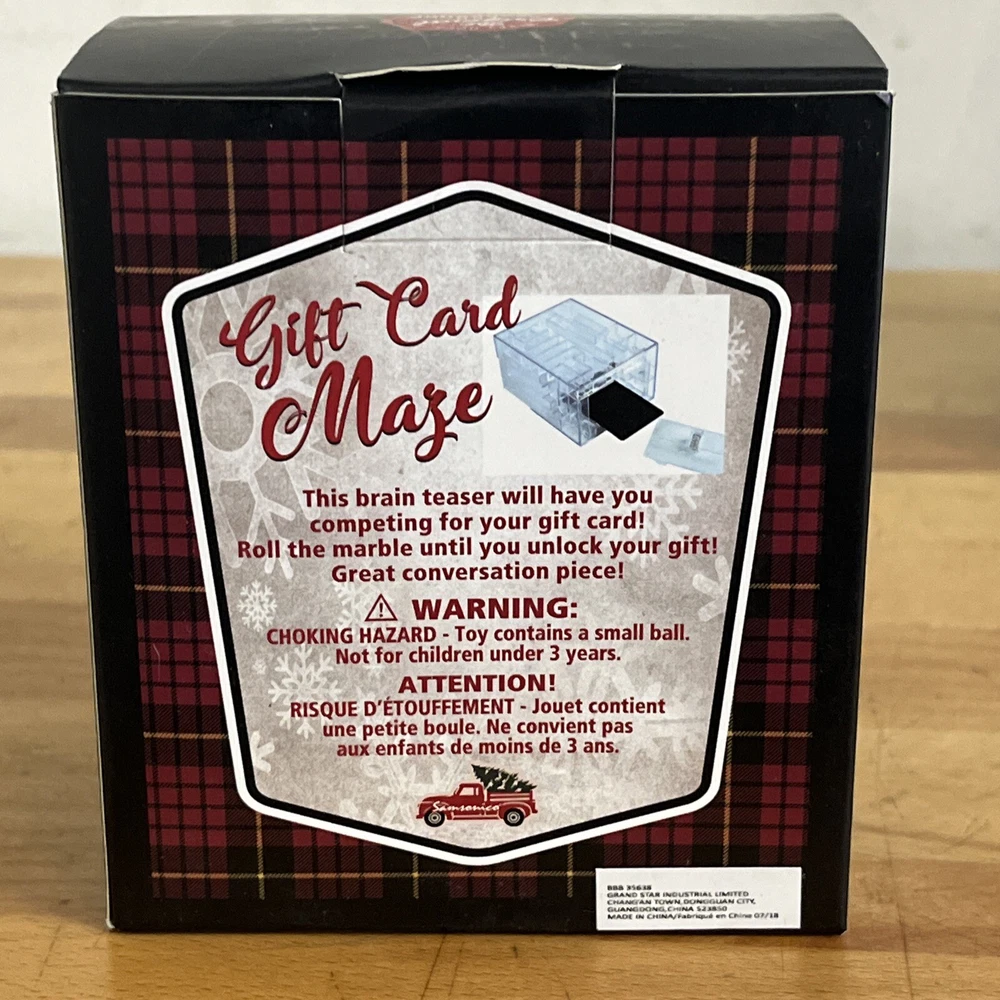 Gift Card
Maze
This brain teaser will have you
competing for your gift card!
Roll the marble until you unlock your gift!
Great conversation piece!
⚠ WARNING:
CHOKING HAZARD - Toy contains a small ball.
Not for children under 3 years.
ATTENTION!
RISQUE D'ÉTOUFFEMENT - Jouet contient
une petite boule. Ne convient pas
aux enfants de moins de 3 ans.
Samsonico
BBB 35638
GRAND STAR INDUSTRIAL LIMITED
CHANG'AN TOWN, DONGGUAN CITY,
GUANGDONG, CHINA 523850
MADE IN CHINA/Fabriqué en Chine 07/18